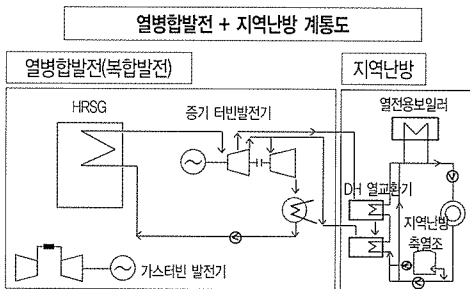 열병합발전 + 지역난방 계통도
열병합발전(복합발전)
지역난방
HRSG
증기 터빈발전기
열전용보일러
DH 열교환기
지역난방
축열조
가스터빈 발전기